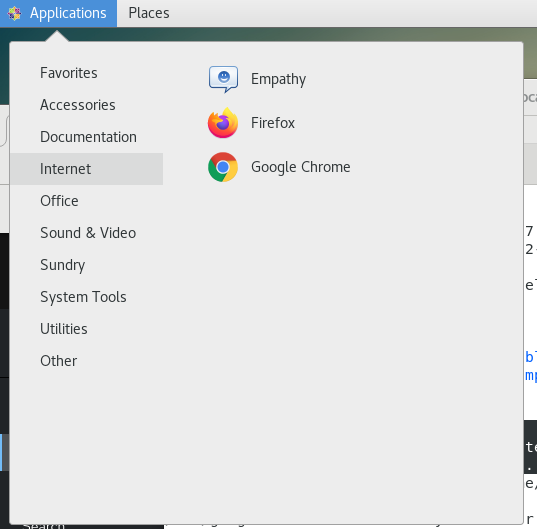 Applications Places
Favorites
Accessories
Documentation
Internet
Office
Sound & Video
Sundry
System Tools
Utilities
Other
Empathy
Firefox
Google Chrome